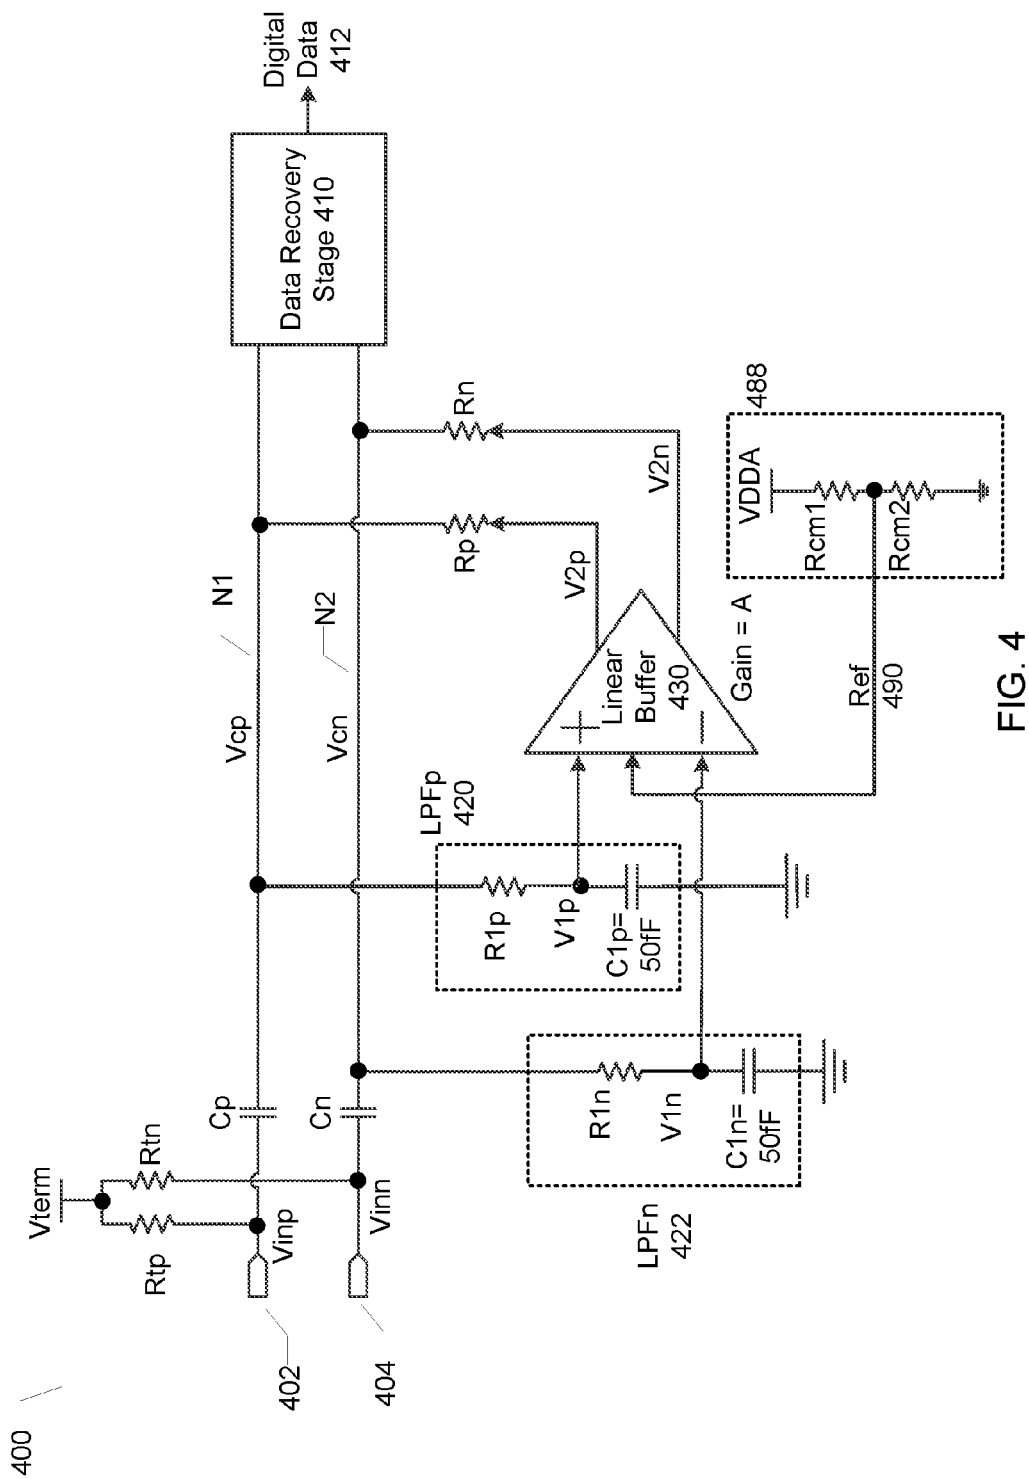 400
Vterm
Rtp
Rtn
402
Vinp
Cp
Vcp
N1
404
Vinn
Cn
Vcn
N2
Data Recovery
Stage 410
Digital
Data
412
LPFn
422
R1n
V1n
C1n=
50fF
LPFp
420
R1p
V1p
C1p=
50fF
Rp
Rn
V2p
V2n
+
Linear
Buffer
430
−
Gain = A
Ref
490
488
VDDA
Rcm1
Rcm2
FIG. 4